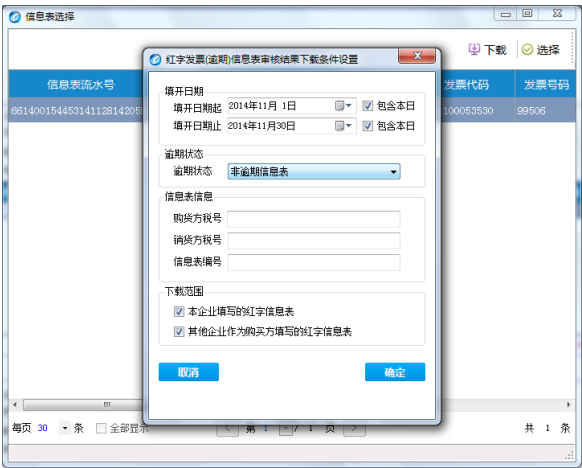 信息表选择
下载 选择
信息表流水号 发票代码 发票号码
100053530 99506
红字发票(逾期)信息表审核结果下载条件设置
填开日期
填开日期起 2014年11月 1日 包含本日
填开日期止 2014年11月30日 包含本日
逾期状态
逾期状态 非逾期信息表
信息表信息
购货方税号
销货方税号
信息表编号
下载范围
本企业填写的红字信息表
其他企业作为购买方填写的红字信息表
取消 确定
每页 30 条 全部显示 第 1 / 1 页 共 1 条